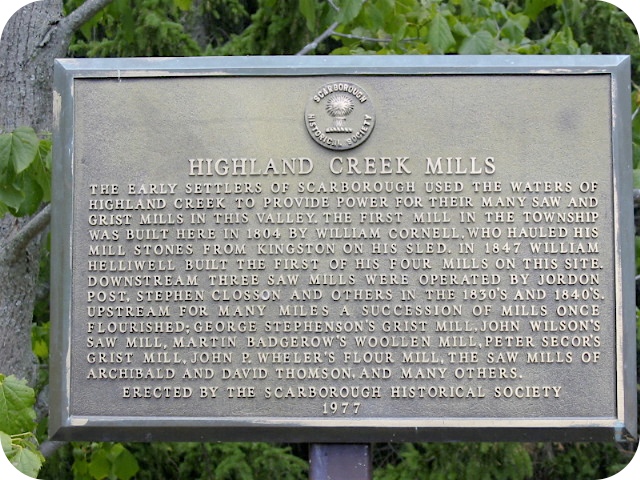 SCARBOROUGH
HISTORICAL SOCIETY
HIGHLAND CREEK MILLS
THE EARLY SETTLERS OF SCARBOROUGH USED THE WATERS OF
HIGHLAND CREEK TO PROVIDE POWER FOR THEIR MANY SAW AND
GRIST MILLS IN THIS VALLEY. THE FIRST MILL IN THE TOWNSHIP
WAS BUILT HERE IN 1804 BY WILLIAM CORNELL, WHO HAULED HIS
MILL STONES FROM KINGSTON ON HIS SLED. IN 1847 WILLIAM
HELLIWELL BUILT THE FIRST OF HIS FOUR MILLS ON THIS SITE.
DOWNSTREAM THREE SAW MILLS WERE OPERATED BY JORDON
POST, STEPHEN CLOSSON AND OTHERS IN THE 1830'S AND 1840'S.
UPSTREAM FOR MANY MILES A SUCCESSION OF MILLS ONCE
FLOURISHED; GEORGE STEPHENSON'S GRIST MILL, JOHN WILSON'S
SAW MILL, MARTIN BADGEROW'S WOOLLEN MILL, PETER SECOR'S
GRIST MILL, JOHN P. WHELER'S FLOUR MILL, THE SAW MILLS OF
ARCHIBALD AND DAVID THOMSON, AND MANY OTHERS.
ERECTED BY THE SCARBOROUGH HISTORICAL SOCIETY
1977